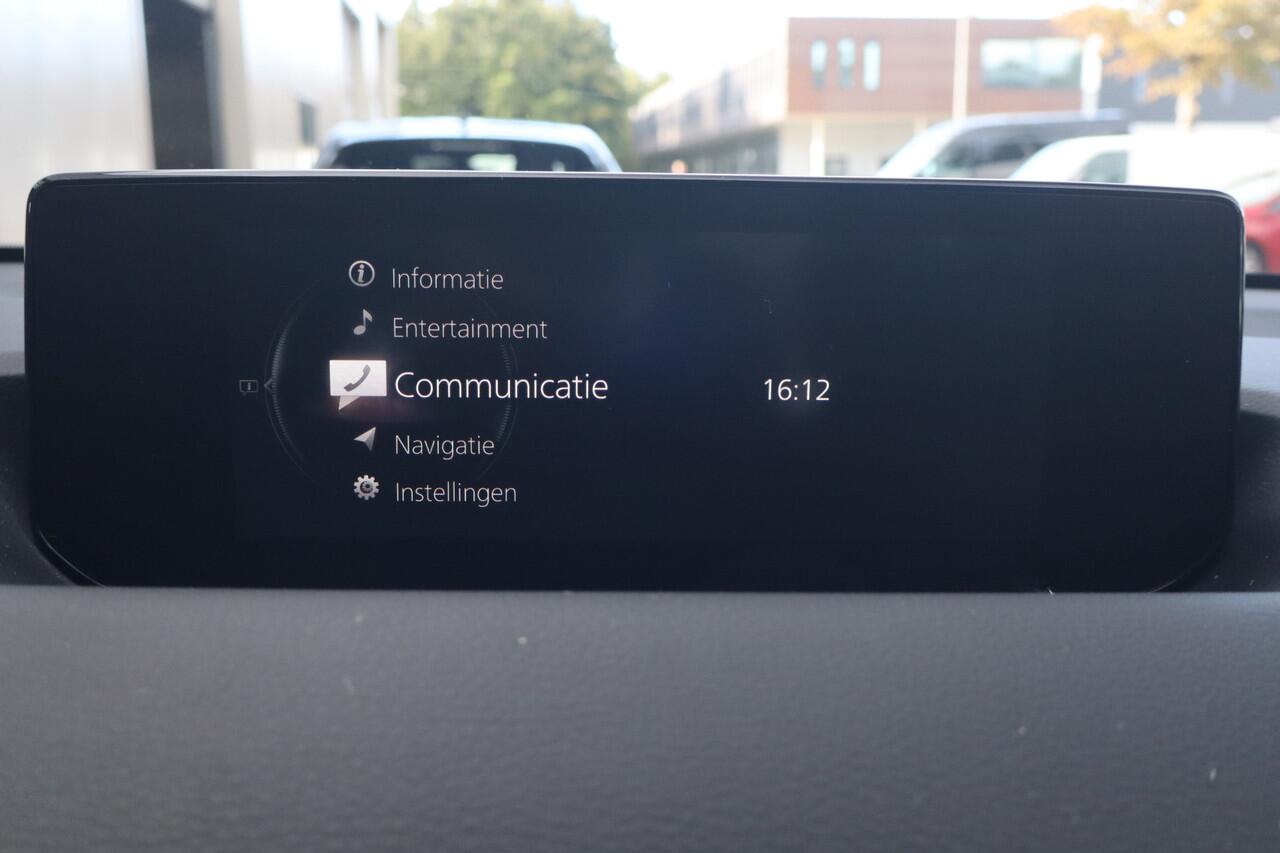 Informatie
Entertainment
Communicatie
16:12
Navigatie
Instellingen